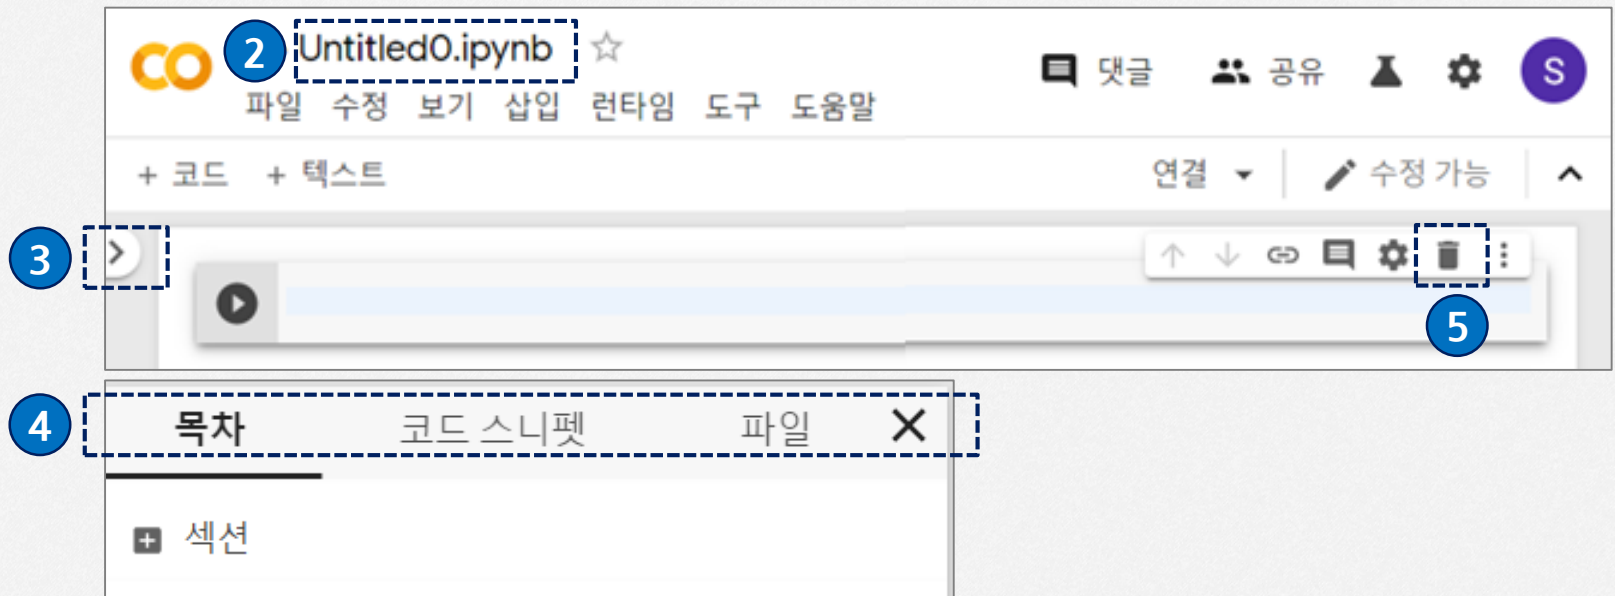 2 Untitled0.ipynb
댓글 공유 S
파일 수정 보기 삽입 런타임 도구 도움말
+ 코드 + 텍스트 연결 수정 가능
3
5
4 목차 코드 스니펫 파일
섹션